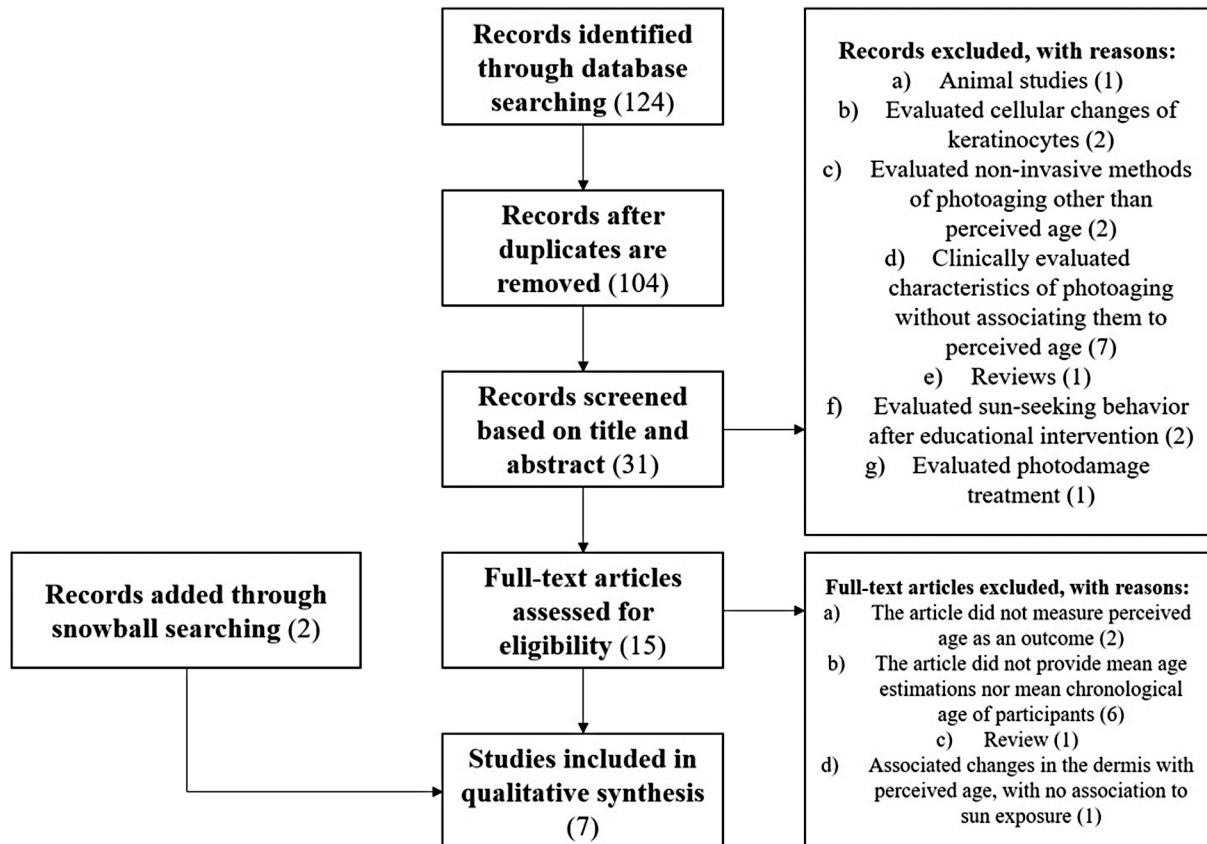 Records identified
through database
searching (124)
Records after
duplicates are
removed (104)
Records screened
based on title and
abstract (31)
Records excluded, with reasons:
a) Animal studies (1)
b) Evaluated cellular changes of
keratinocytes (2)
c) Evaluated non-invasive methods
of photoaging other than
perceived age (2)
d) Clinically evaluated
characteristics of photoaging
without associating them to
perceived age (7)
e) Reviews (1)
f) Evaluated sun-seeking behavior
after educational intervention (2)
g) Evaluated photodamage
treatment (1)
Records added through
snowball searching (2)
Full-text articles
assessed for
eligibility (15)
Full-text articles excluded, with reasons:
a) The article did not measure perceived
age as an outcome (2)
b) The article did not provide mean age
estimations nor mean chronological
age of participants (6)
c) Review (1)
d) Associated changes in the dermis with
perceived age, with no association to
sun exposure (1)
Studies included in
qualitative synthesis
(7)